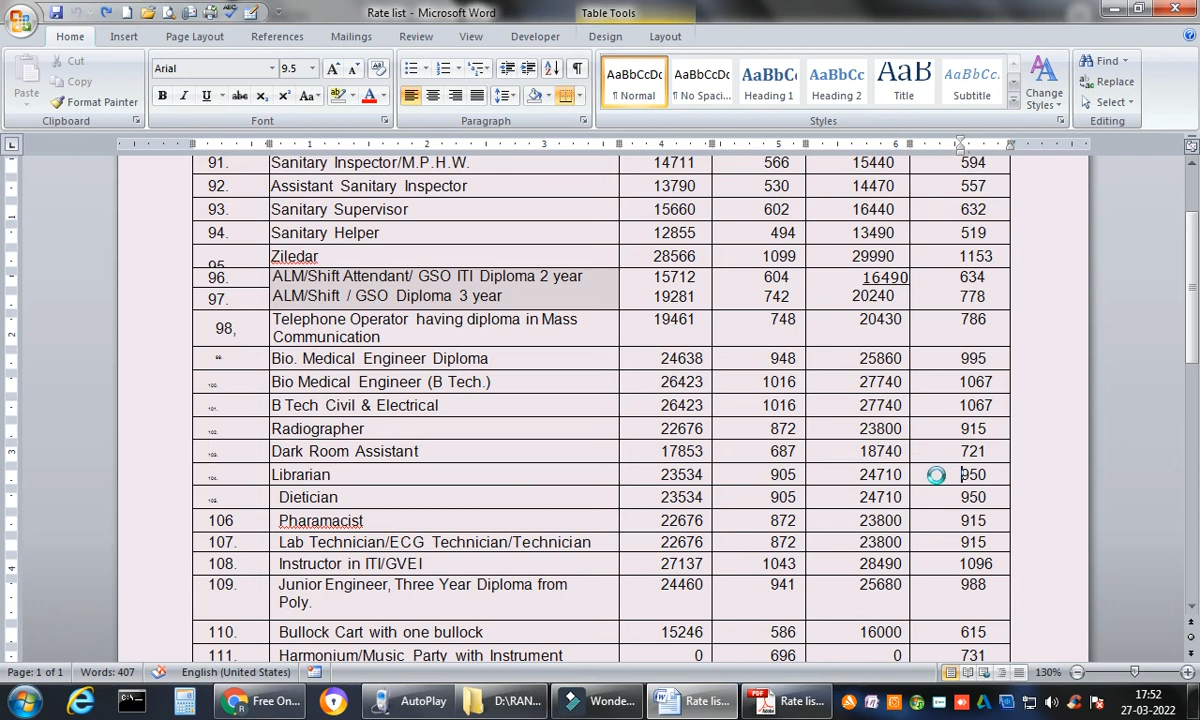 Rate list - Microsoft Word
Table Tools
Home Insert Page Layout References Mailings Review View Developer Design Layout
Cut
Copy
Paste
Format Painter
Clipboard
Arial 9.5
Font
Paragraph
AaBbCcDc AaBbCcDc AaBbCc AaBbCc AaB AaBbCc.
¶ Normal ¶ No Spaci... Heading 1 Heading 2 Title Subtitle
Styles
Change
Styles
Find
Replace
Select
Editing
1 2 3 4 5 6 7
91. Sanitary Inspector/M.P.H.W. 14711 566 15440 594
92. Assistant Sanitary Inspector 13790 530 14470 557
93. Sanitary Supervisor 15660 602 16440 632
94. Sanitary Helper 12855 494 13490 519
95. Ziledar 28566 1099 29990 1153
96. ALM/Shift Attendant/ GSO ITI Diploma 2 year 15712 604 16490 634
97. ALM/Shift / GSO Diploma 3 year 19281 742 20240 778
98, Telephone Operator having diploma in Mass 19461 748 20430 786
Communication
Bio. Medical Engineer Diploma 24638 948 25860 995
Bio Medical Engineer (B Tech.) 26423 1016 27740 1067
B Tech Civil & Electrical 26423 1016 27740 1067
Radiographer 22676 872 23800 915
Dark Room Assistant 17853 687 18740 721
Librarian 23534 905 24710 950
Dietician 23534 905 24710 950
106 Pharamacist 22676 872 23800 915
107. Lab Technician/ECG Technician/Technician 22676 872 23800 915
108. Instructor in ITI/GVEI 27137 1043 28490 1096
109. Junior Engineer, Three Year Diploma from 24460 941 25680 988
Poly.
110. Bullock Cart with one bullock 15246 586 16000 615
111. Harmonium/Music Party with Instrument 0 696 0 731
Page: 1 of 1 Words: 407 English (United States) 130%
Free On... AutoPlay D:\RAN... Wonde... Rate lis... Rate lis...
17:52
27-03-2022